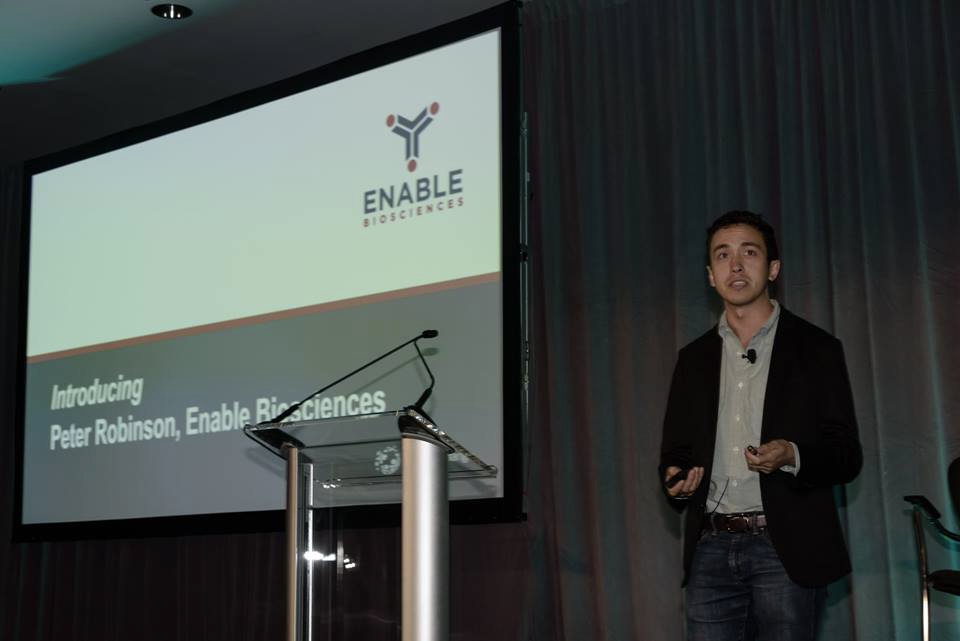 ENABLE
BIOSCIENCES
Introducing
Peter Robinson, Enable Biosciences